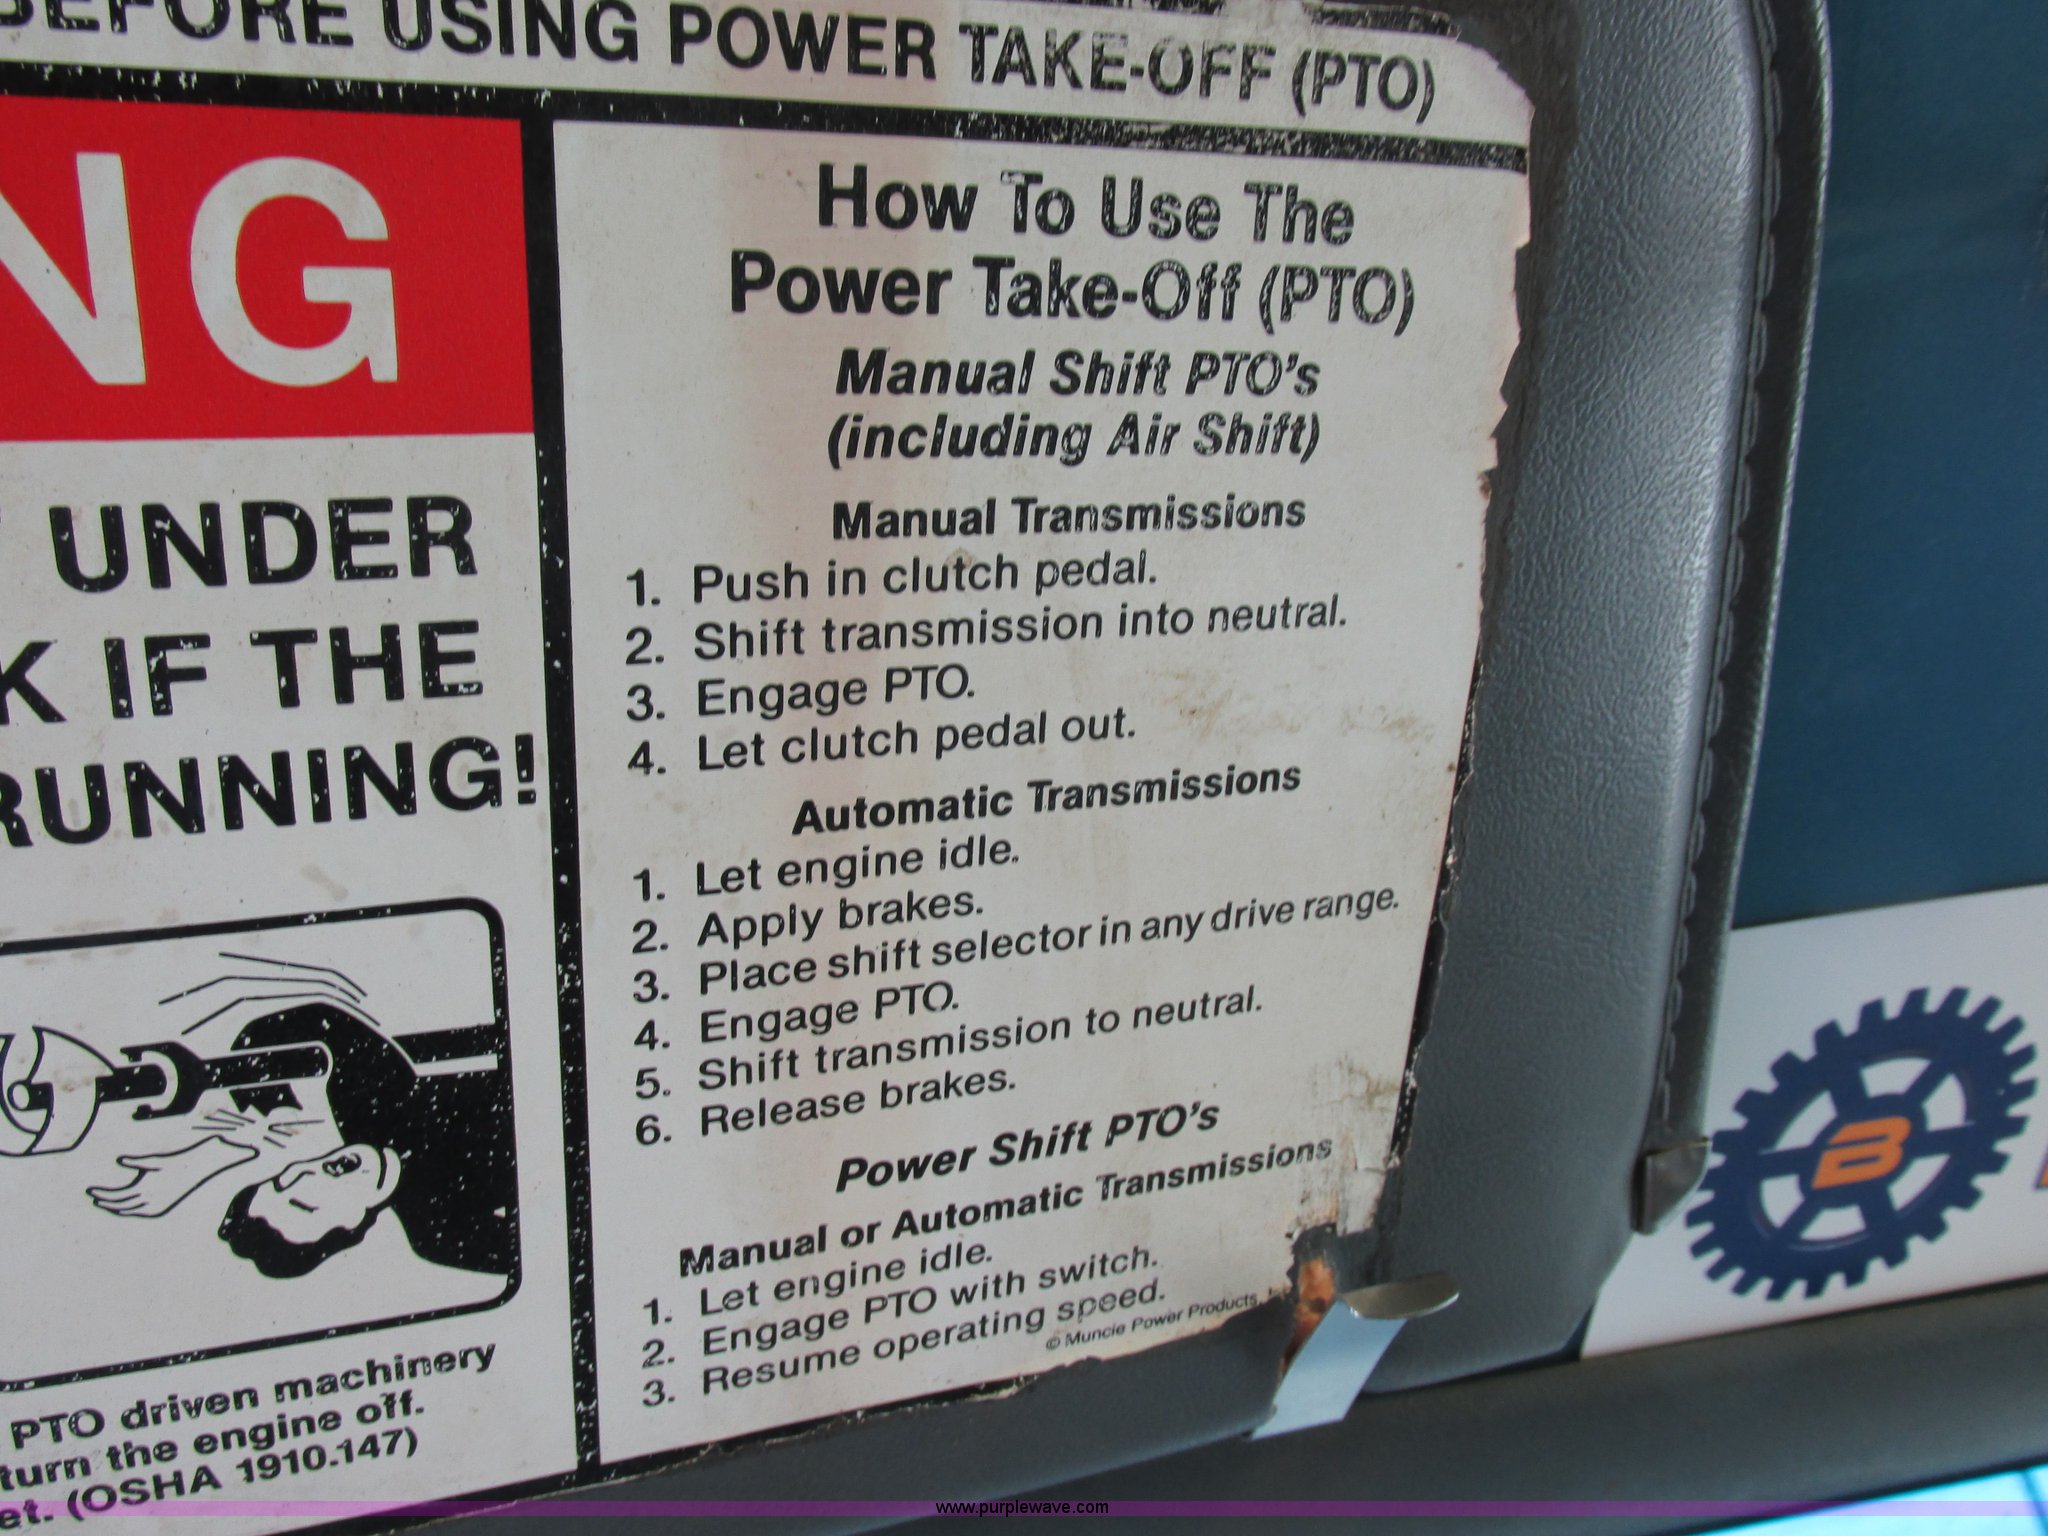 BEFORE USING POWER TAKE-OFF (PTO)
NG
UNDER
K IF THE
RUNNING!
PTO driven machinery
turn the engine off.
et. (OSHA 1910.147)
How To Use The
Power Take-Off (PTO)
Manual Shift PTO's
(including Air Shift)
Manual Transmissions
1. Push in clutch pedal.
2. Shift transmission into neutral.
3. Engage PTO.
4. Let clutch pedal out.
Automatic Transmissions
1. Let engine idle.
2. Apply brakes.
3. Place shift selector in any drive range.
4. Engage PTO.
5. Shift transmission to neutral.
6. Release brakes.
Power Shift PTO's
Manual or Automatic Transmissions
1. Let engine idle.
2. Engage PTO with switch.
3. Resume operating speed.
© Muncie Power Products,
B
www.purplewave.com